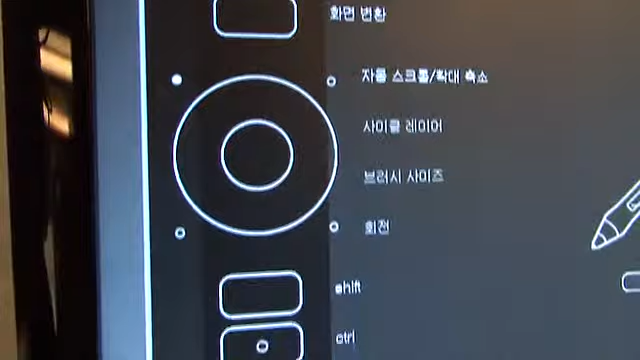 화면 변환
자동 스크롤/확대 축소
사이클 레이어
브러시 사이즈
회전
shift
ctrl